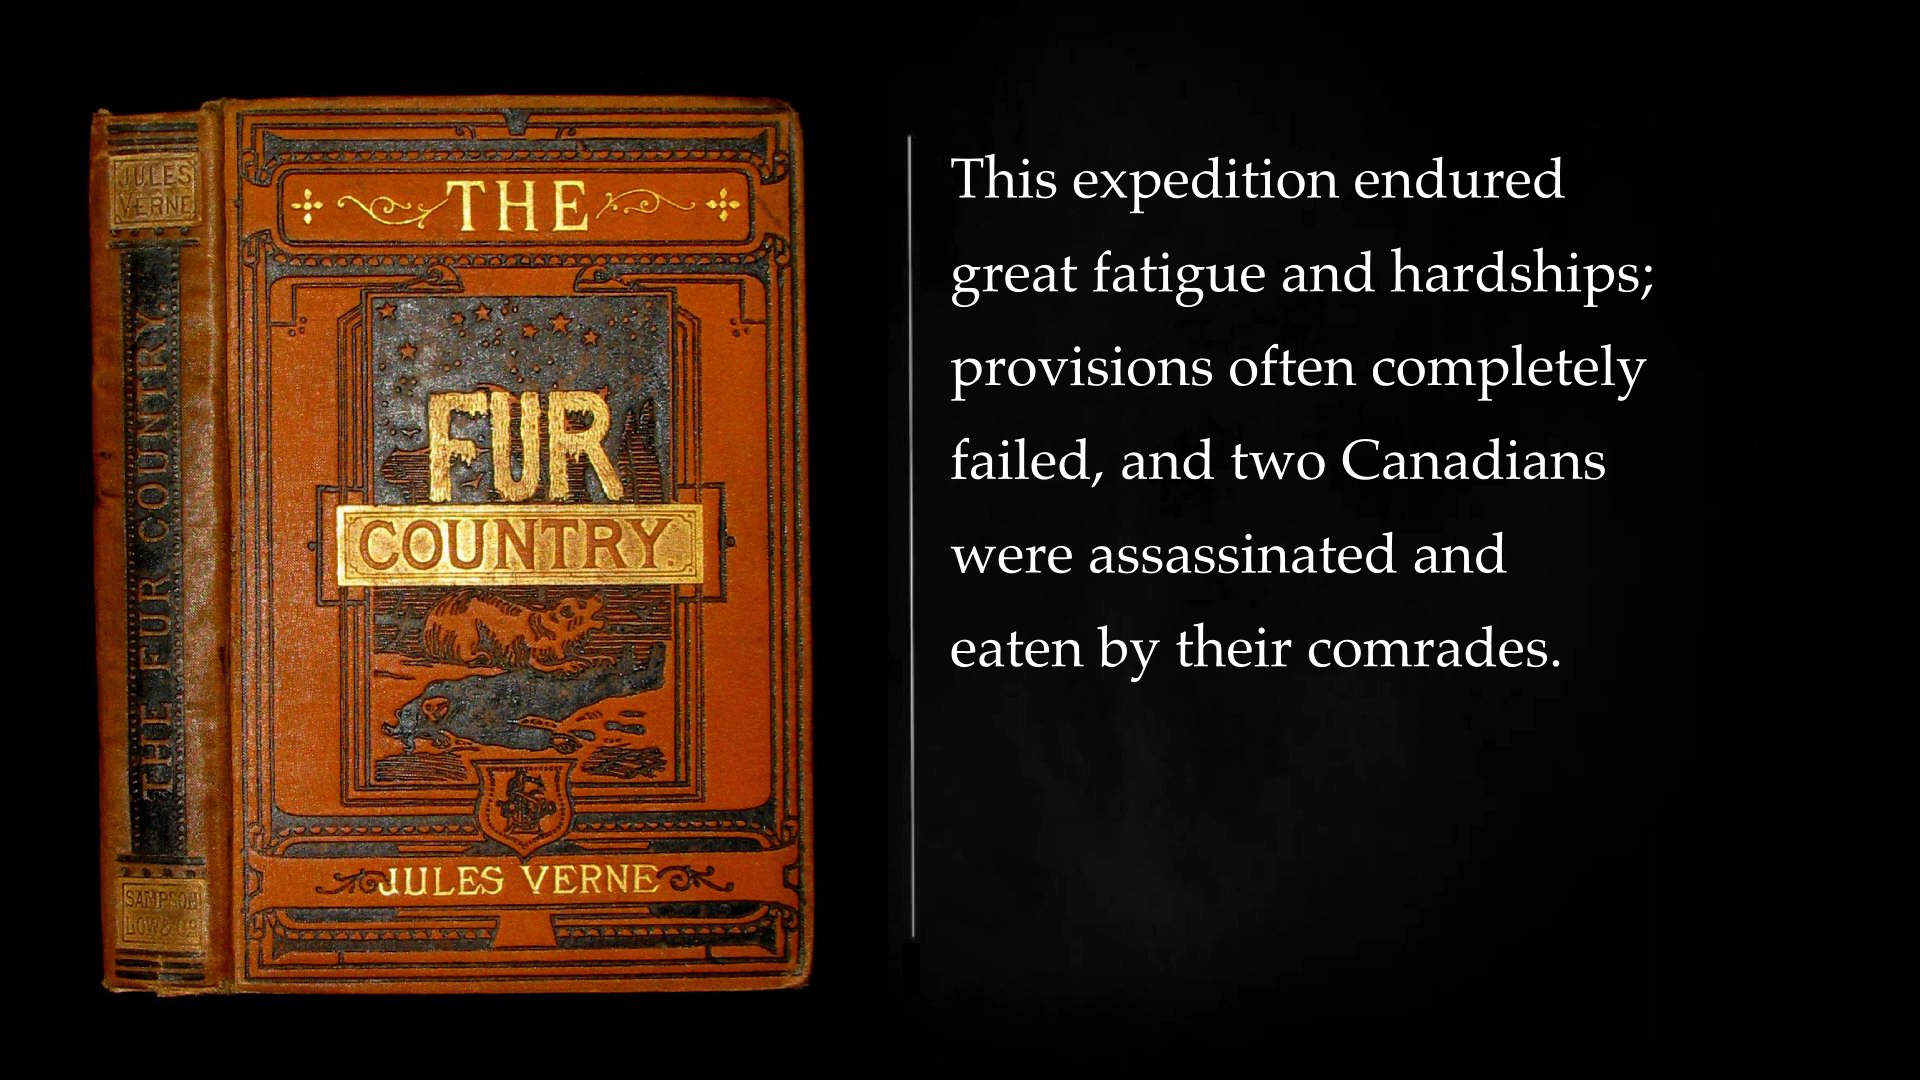 JULES
VERNE
THE FUR COUNTRY.
SAMPSON
LOW & Co
THE
FUR
COUNTRY.
JULES VERNE
This expedition endured
great fatigue and hardships;
provisions often completely
failed, and two Canadians
were assassinated and
eaten by their comrades.